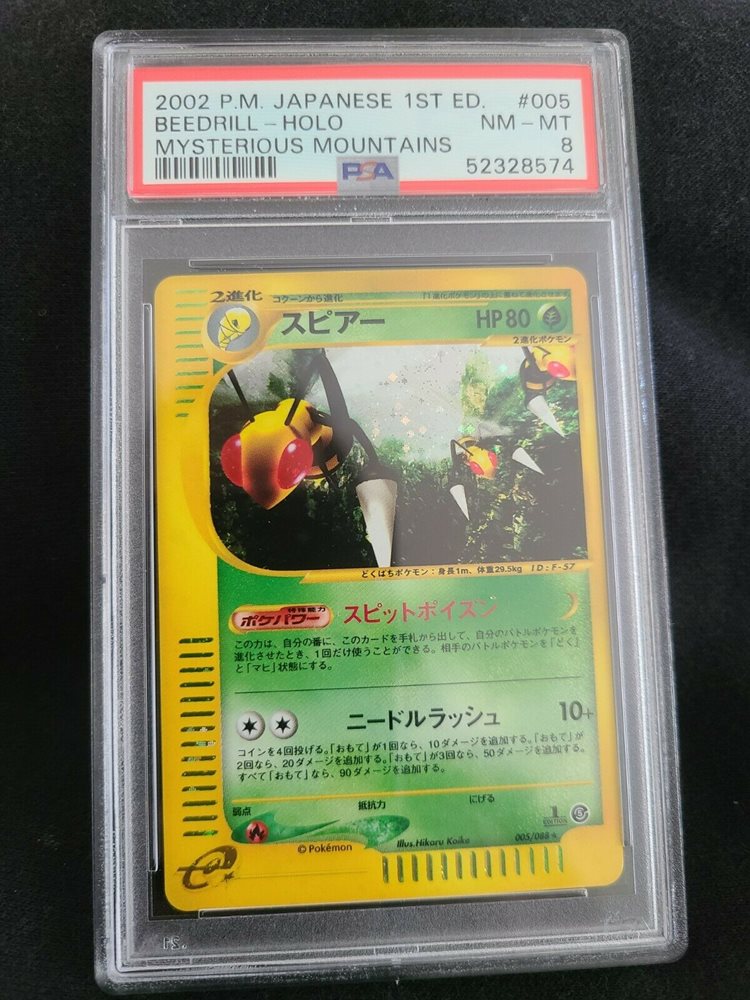 2002 P.M. JAPANESE 1ST ED. #005
BEEDRILL-HOLO NM-MT
MYSTERIOUS MOUNTAINS 8
PSA 52328574
2進化 コクーンから進化
スピアー HP80
2進化ポケモン
どくばちポケモン:身長1m、体重29.5kg ID:F-57
特殊能力
ポケパワー スピットポイズン
この力は、自分の番に、このカードを手札から出して、自分のバトルポケモンを
進化させたとき、1回だけ使うことができる。相手のバトルポケモンを「どく」
と「マヒ」状態にする。
ニードルラッシュ 10+
コインを4回投げる。「おもて」が1回なら、10ダメージを追加する。「おもて」が
2回なら、20ダメージを追加する。「おもて」が3回なら、50ダメージを追加する。
すべて「おもて」なら、90ダメージを追加する。
弱点 抵抗力 にげる
1 EDITION
Illus.Hikaru Koike 005/088 ★
©Pokémon
e